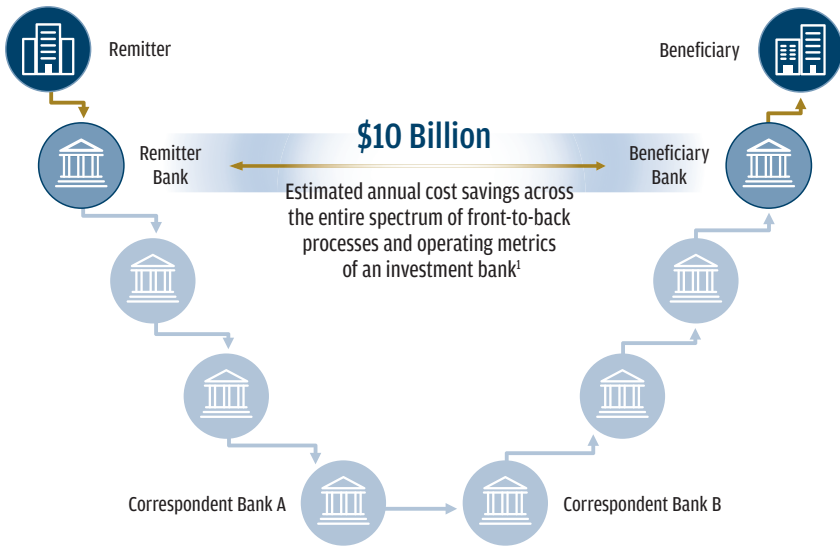 Remitter
Beneficiary
$10 Billion
Remitter
Bank
Beneficiary
Bank
Estimated annual cost savings across
the entire spectrum of front-to-back
processes and operating metrics
of an investment bank¹
Correspondent Bank A
Correspondent Bank B